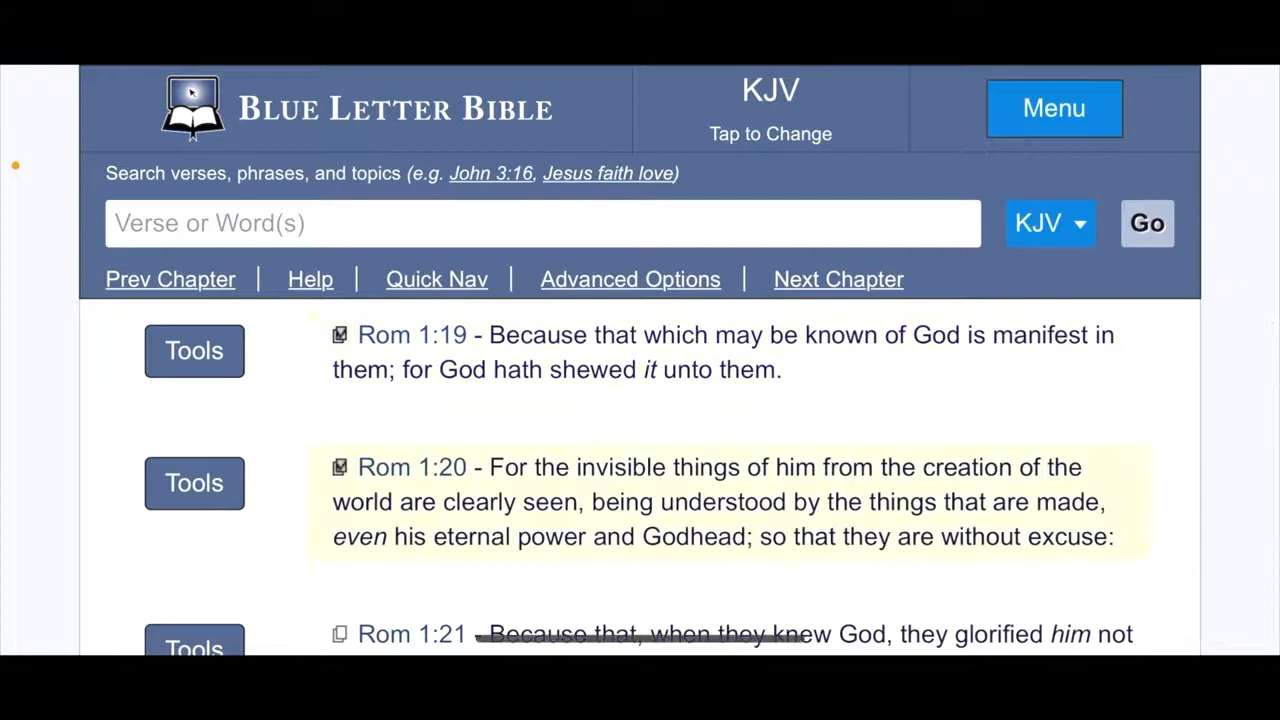 BLUE LETTER BIBLE
KJV
Tap to Change
Menu
Search verses, phrases, and topics (e.g. John 3:16, Jesus faith love)
Verse or Word(s)
KJV
Go
Prev Chapter | Help | Quick Nav | Advanced Options | Next Chapter
Tools
Rom 1:19 - Because that which may be known of God is manifest in
them; for God hath shewed it unto them.
Tools
Rom 1:20 - For the invisible things of him from the creation of the
world are clearly seen, being understood by the things that are made,
even his eternal power and Godhead; so that they are without excuse:
Tools
Rom 1:21 - Because that, when they knew God, they glorified him not